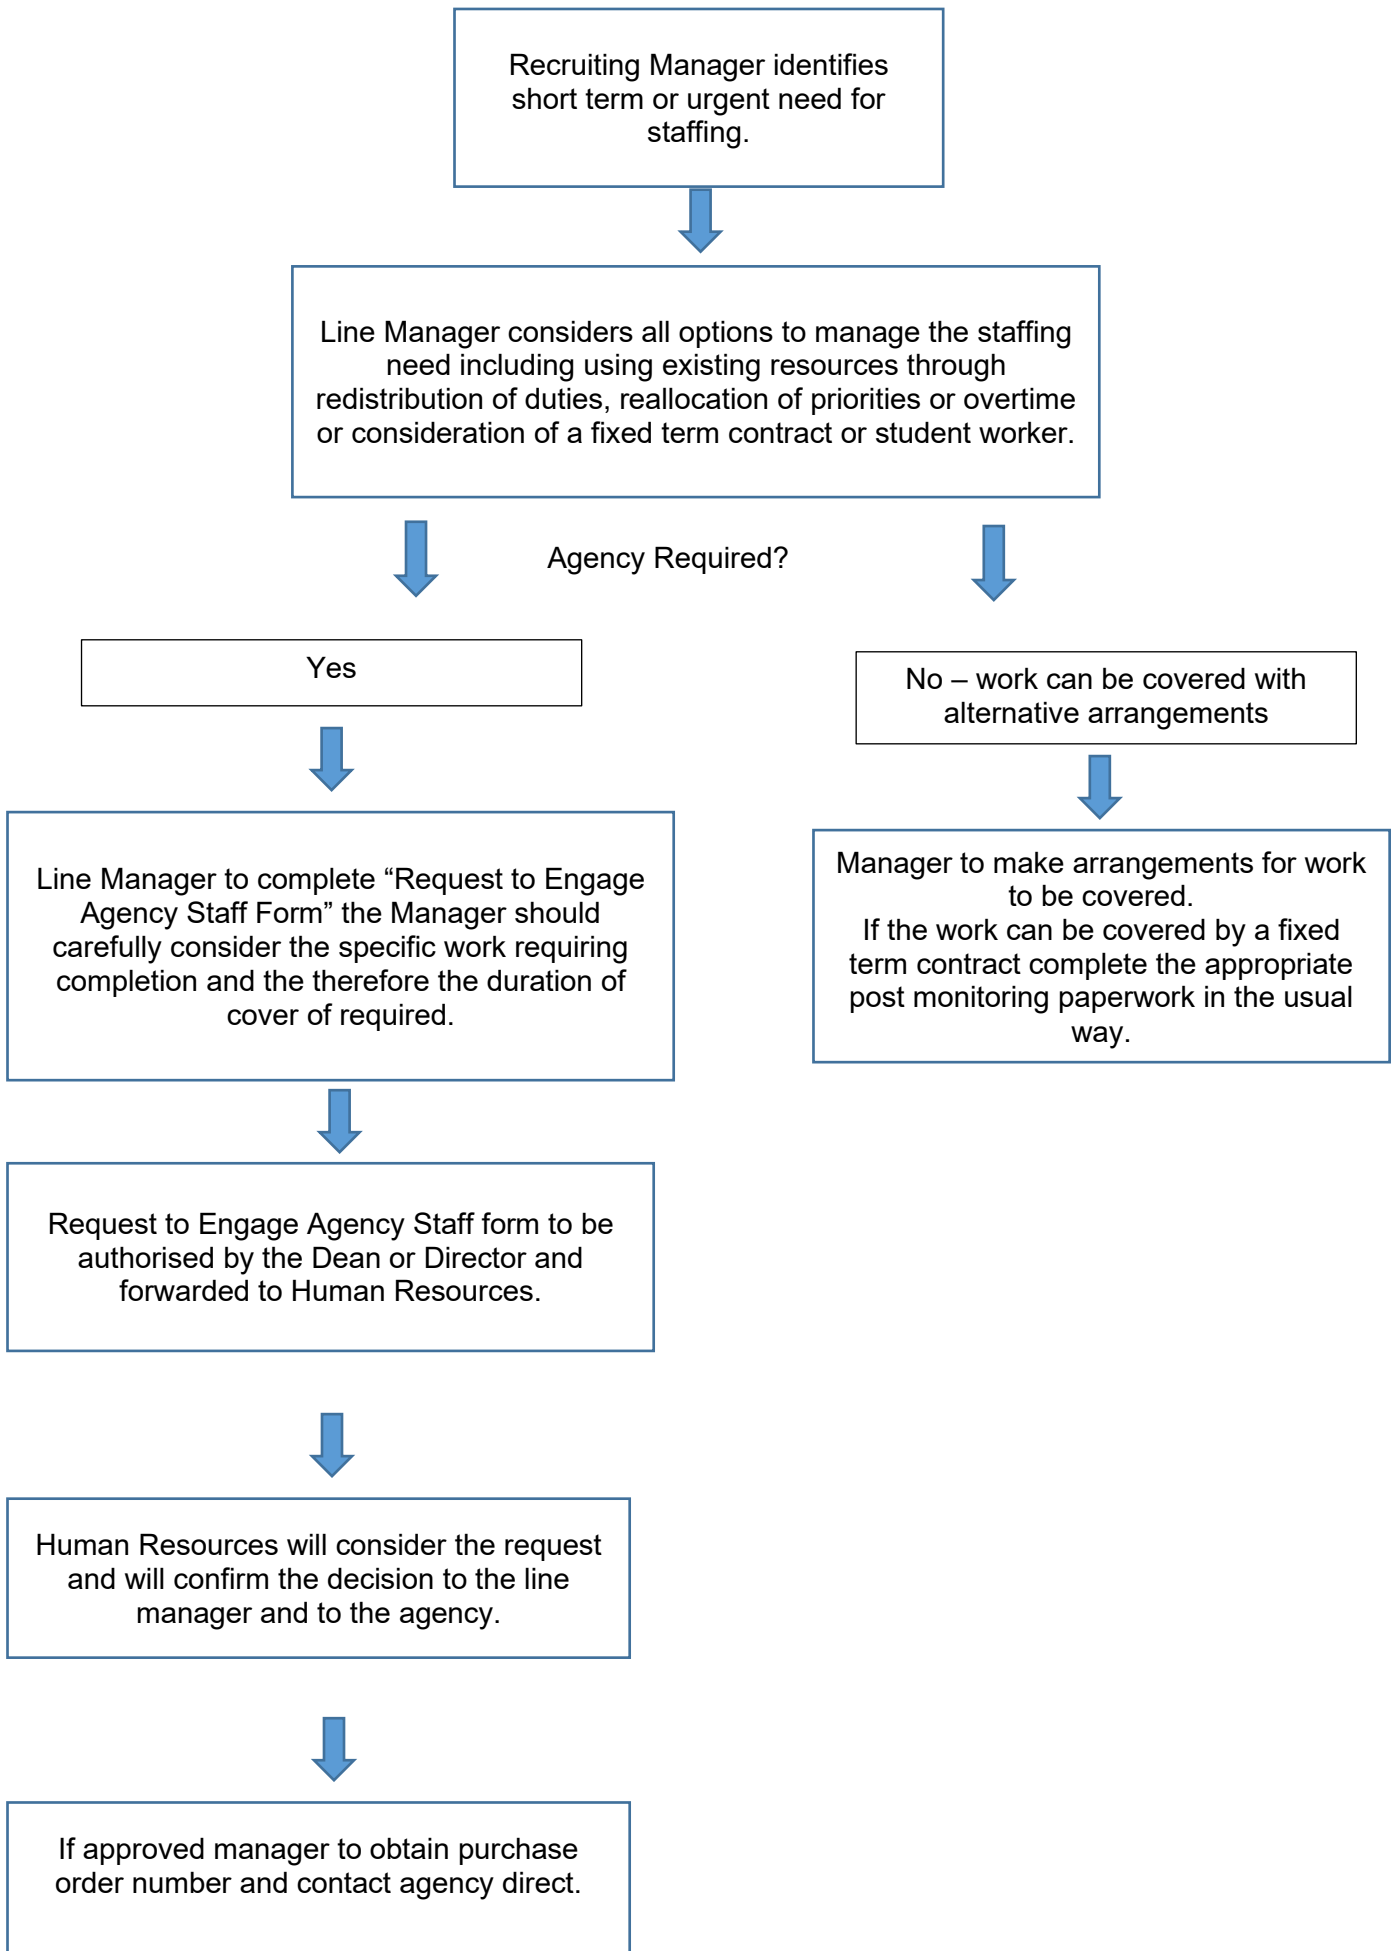 Recruiting Manager identifies
short term or urgent need for
staffing.
Line Manager considers all options to manage the staffing
need including using existing resources through
redistribution of duties, reallocation of priorities or overtime
or consideration of a fixed term contract or student worker.
Agency Required?
Yes
No – work can be covered with
alternative arrangements
Line Manager to complete “Request to Engage
Agency Staff Form” the Manager should
carefully consider the specific work requiring
completion and the therefore the duration of
cover of required.
Manager to make arrangements for work
to be covered.
If the work can be covered by a fixed
term contract complete the appropriate
post monitoring paperwork in the usual
way.
Request to Engage Agency Staff form to be
authorised by the Dean or Director and
forwarded to Human Resources.
Human Resources will consider the request
and will confirm the decision to the line
manager and to the agency.
If approved manager to obtain purchase
order number and contact agency direct.